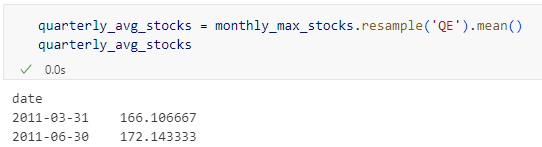 quarterly_avg_stocks = monthly_max_stocks.resample('QE').mean()
quarterly_avg_stocks
✓ 0.0s
date
2011-03-31    166.106667
2011-06-30    172.143333